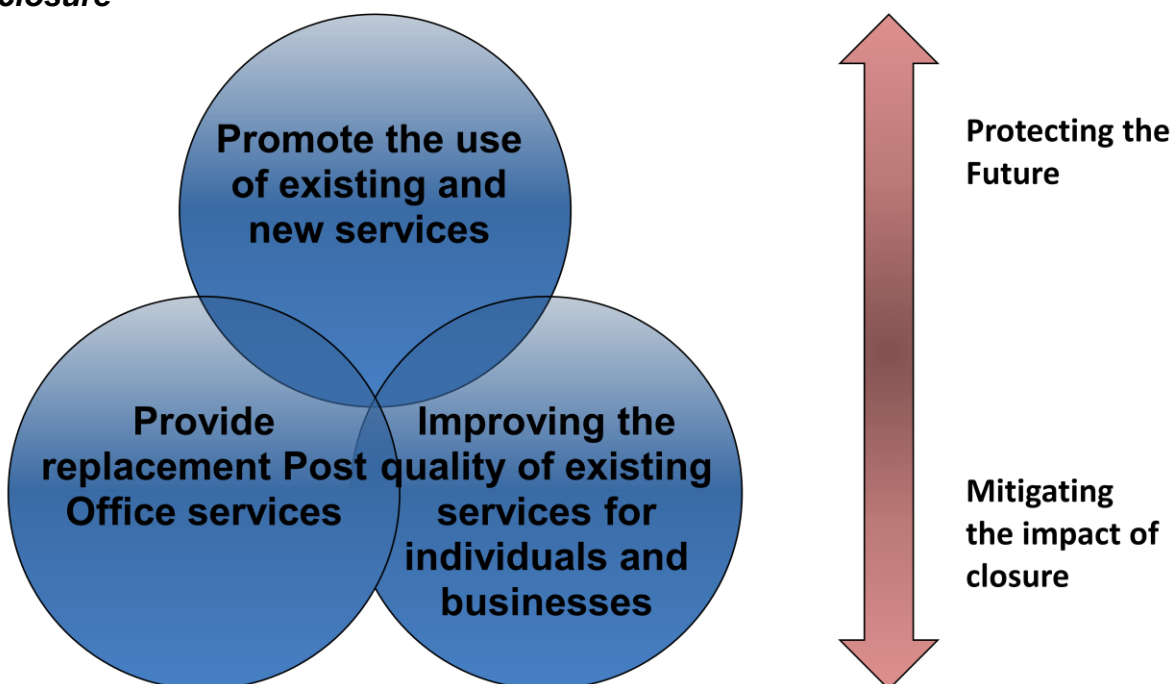 closure
Promote the use
of existing and
new services
Provide
replacement Post
Office services
Improving the
quality of existing
services for
individuals and
businesses
Protecting the
Future
Mitigating
the impact of
closure